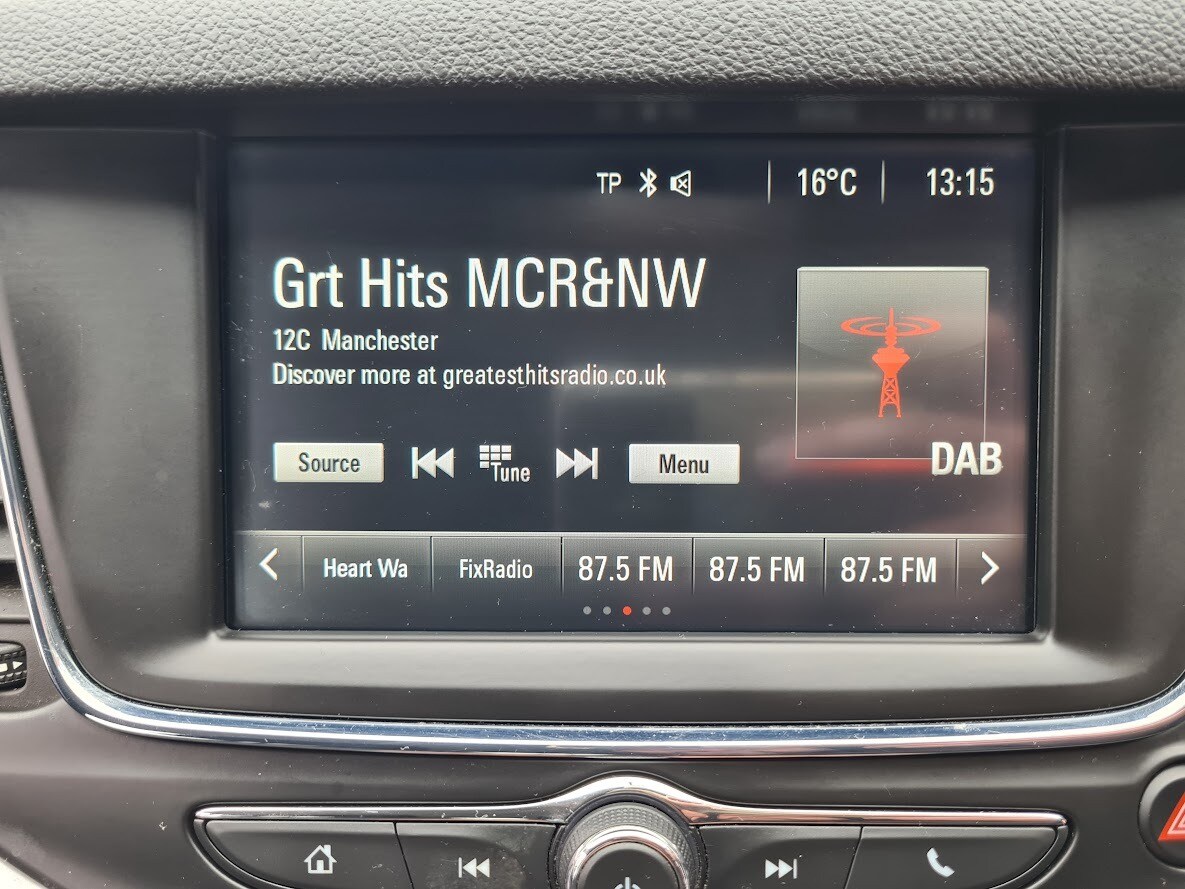 TP 16°C 13:15
Grt Hits MCR&NW
12C Manchester
Discover more at greatesthitsradio.co.uk
DAB
Source Tune Menu
Heart Wa FixRadio 87.5 FM 87.5 FM 87.5 FM